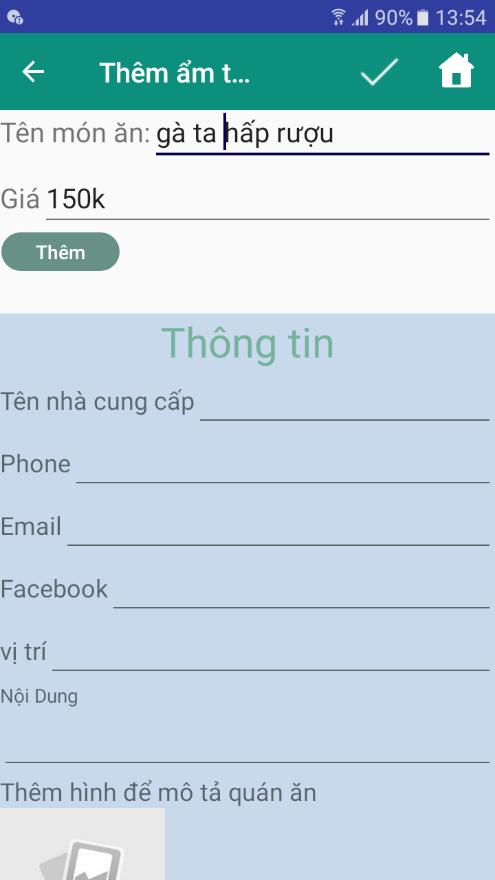 90% 13:54
Thêm ẩm t...
Tên món ăn: gà ta hấp rượu
Giá 150k
Thêm
Thông tin
Tên nhà cung cấp
Phone
Email
Facebook
vị trí
Nội Dung
Thêm hình để mô tả quán ăn